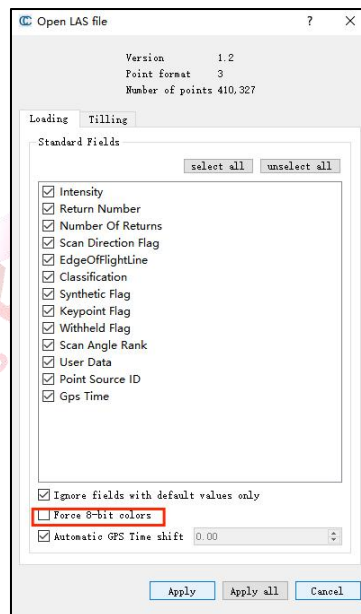 Open LAS file
Version 1.2
Point format 3
Number of points 410,327
Loading Tilling
Standard Fields
select all unselect all
Intensity
Return Number
Number Of Returns
Scan Direction Flag
EdgeOfFlightLine
Classification
Synthetic Flag
Keypoint Flag
Withheld Flag
Scan Angle Rank
User Data
Point Source ID
Gps Time
Ignore fields with default values only
Force 8-bit colors
Automatic GPS Time shift 0.00
Apply Apply all Cancel